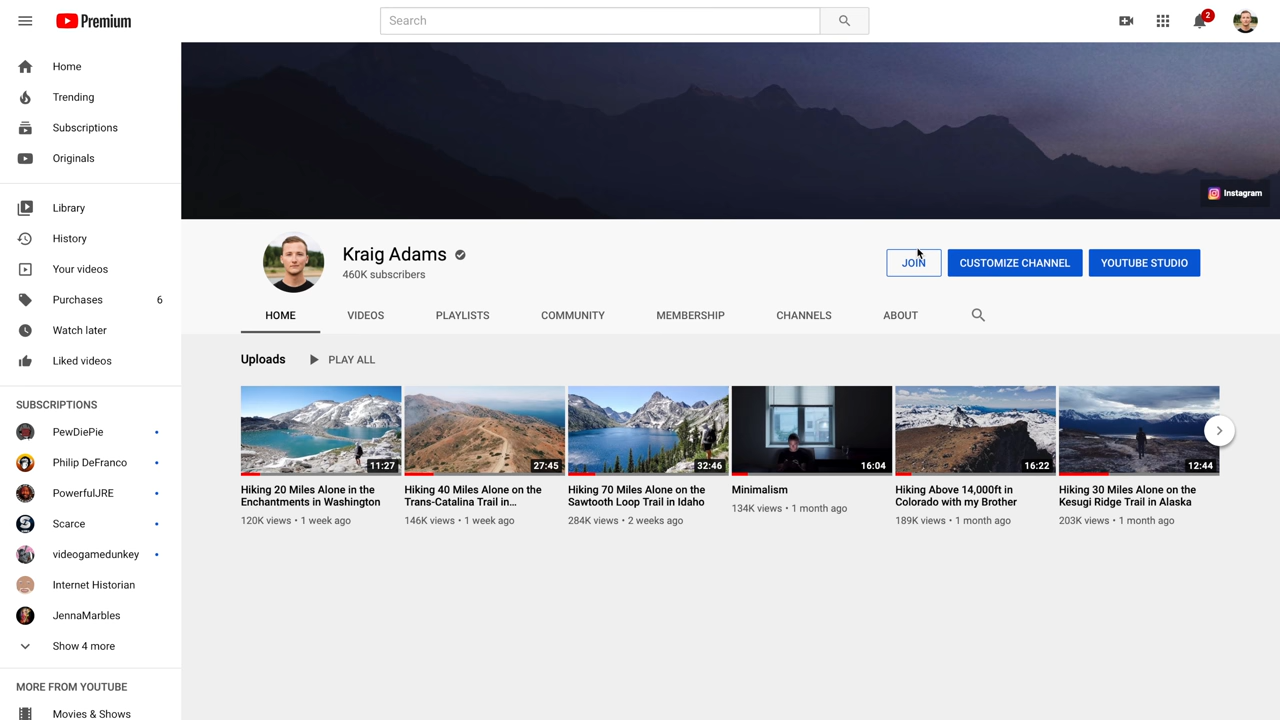 Premium
Search
2
Home
Trending
Subscriptions
Originals
Library
History
Your videos
Purchases 6
Watch later
Liked videos
SUBSCRIPTIONS
PewDiePie
Philip DeFranco
PowerfulJRE
Scarce
videogamedunkey
Internet Historian
JennaMarbles
Show 4 more
MORE FROM YOUTUBE
Movies & Shows
Instagram
Kraig Adams
460K subscribers
JOIN
CUSTOMIZE CHANNEL
YOUTUBE STUDIO
HOME
VIDEOS
PLAYLISTS
COMMUNITY
MEMBERSHIP
CHANNELS
ABOUT
Uploads
PLAY ALL
11:27
Hiking 20 Miles Alone in the
Enchantments in Washington
120K views • 1 week ago
27:45
Hiking 40 Miles Alone on the
Trans-Catalina Trail in…
146K views • 1 week ago
32:46
Hiking 70 Miles Alone on the
Sawtooth Loop Trail in Idaho
284K views • 2 weeks ago
16:04
Minimalism
134K views • 1 month ago
16:22
Hiking Above 14,000ft in
Colorado with my Brother
189K views • 1 month ago
12:44
Hiking 30 Miles Alone on the
Kesugi Ridge Trail in Alaska
203K views • 1 month ago